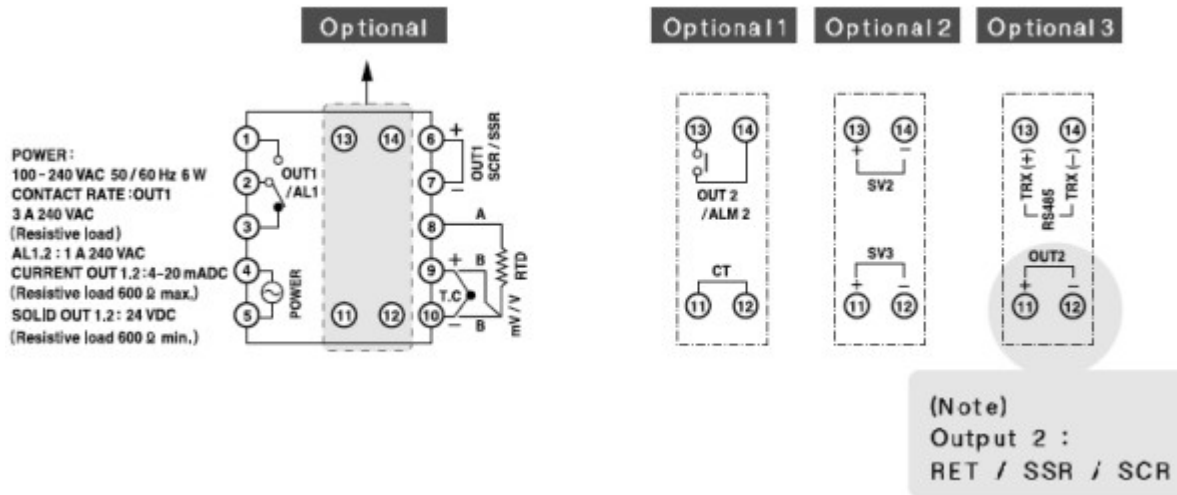 Optional
Optional1
Optional2
Optional3
POWER:
100-240 VAC 50/60 Hz 6 W
CONTACT RATE:OUT1
3 A 240 VAC
(Resistive load)
AL1.2 : 1 A 240 VAC
CURRENT OUT 1.2:4-20 mADC
(Resistive load 600 Ω max.)
SOLID OUT 1.2: 24 VDC
(Resistive load 600 Ω min.)
1
2
3
4
5
OUT1
/AL1
POWER
13
14
11
12
6
7
8
9
10
+
−
OUT1
SCR / SSR
A
+
B
T.C
−
B
RTD
mV / V
13
14
OUT 2
/ALM 2
CT
11
12
13
14
+
−
SV2
SV3
+
−
11
12
13
14
TRX (+)
TRX (−)
RS485
OUT2
+
−
11
12
(Note)
Output 2 :
RET / SSR / SCR